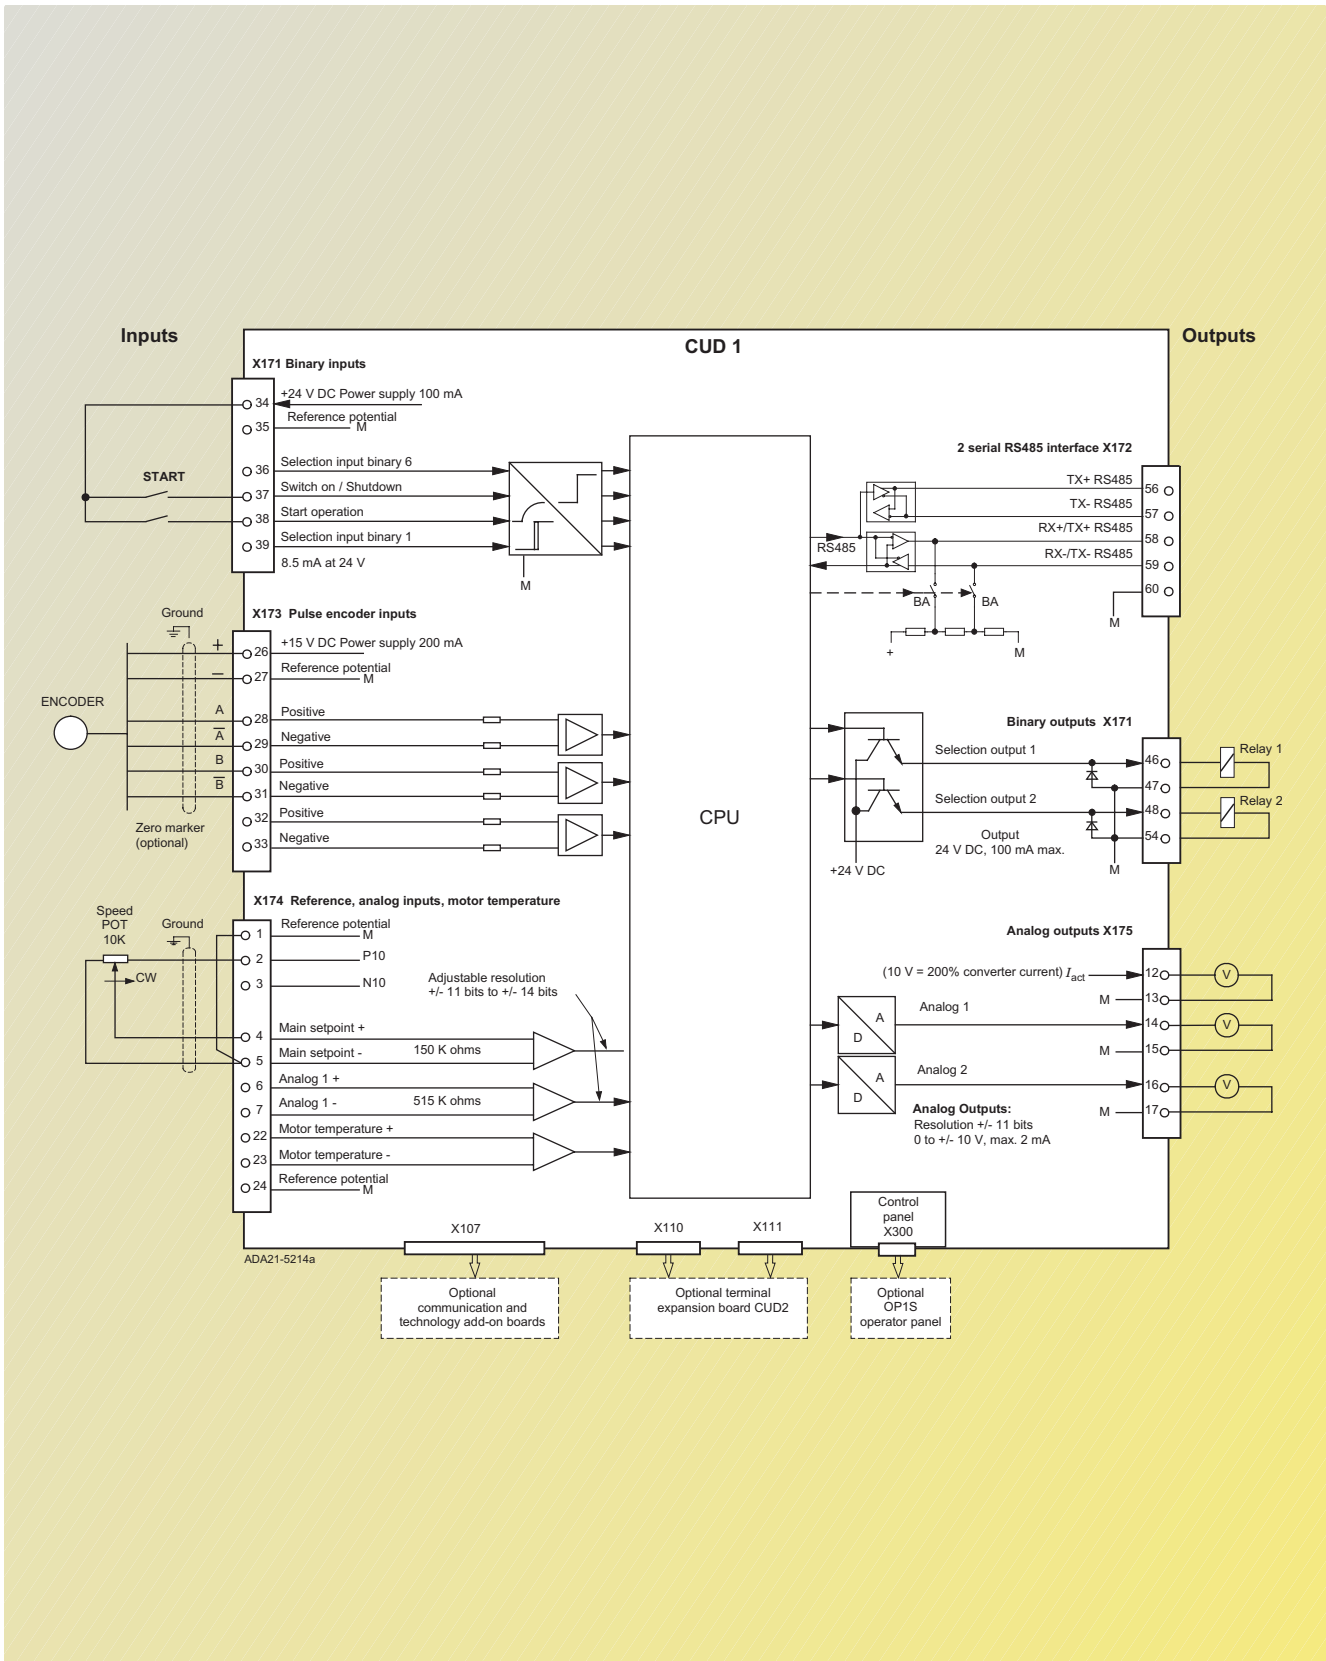 Inputs
CUD 1
Outputs
X171 Binary inputs
34
+24 V DC Power supply 100 mA
35
Reference potential
M
START
36
Selection input binary 6
37
Switch on / Shutdown
38
Start operation
39
Selection input binary 1
8.5 mA at 24 V
M
X173 Pulse encoder inputs
Ground
+
26
+15 V DC Power supply 200 mA
−
27
Reference potential
M
ENCODER
A
28
Positive
A̅
29
Negative
B
30
Positive
B̅
31
Negative
32
Positive
33
Negative
Zero marker
(optional)
X174 Reference, analog inputs, motor temperature
Speed
POT
10K
Ground
CW
1
Reference potential
M
2
P10
3
N10
Adjustable resolution
+/- 11 bits to +/- 14 bits
4
Main setpoint +
5
Main setpoint -
150 K ohms
6
Analog 1 +
7
Analog 1 -
515 K ohms
22
Motor temperature +
23
Motor temperature -
24
Reference potential
M
CPU
2 serial RS485 interface X172
TX+ RS485
56
TX- RS485
57
RX+/TX+ RS485
58
RX-/TX- RS485
59
60
M
RS485
BA
BA
+
M
Binary outputs X171
Selection output 1
46
47
Relay 1
Selection output 2
48
54
Relay 2
Output
24 V DC, 100 mA max.
+24 V DC
M
Analog outputs X175
(10 V = 200% converter current) Iact
12
V
M
13
Analog 1
14
V
M
15
A
D
Analog 2
16
V
M
17
A
D
Analog Outputs:
Resolution +/- 11 bits
0 to +/- 10 V, max. 2 mA
X107
X110
X111
Control
panel
X300
ADA21-5214a
Optional
communication and
technology add-on boards
Optional terminal
expansion board CUD2
Optional
OP1S
operator panel